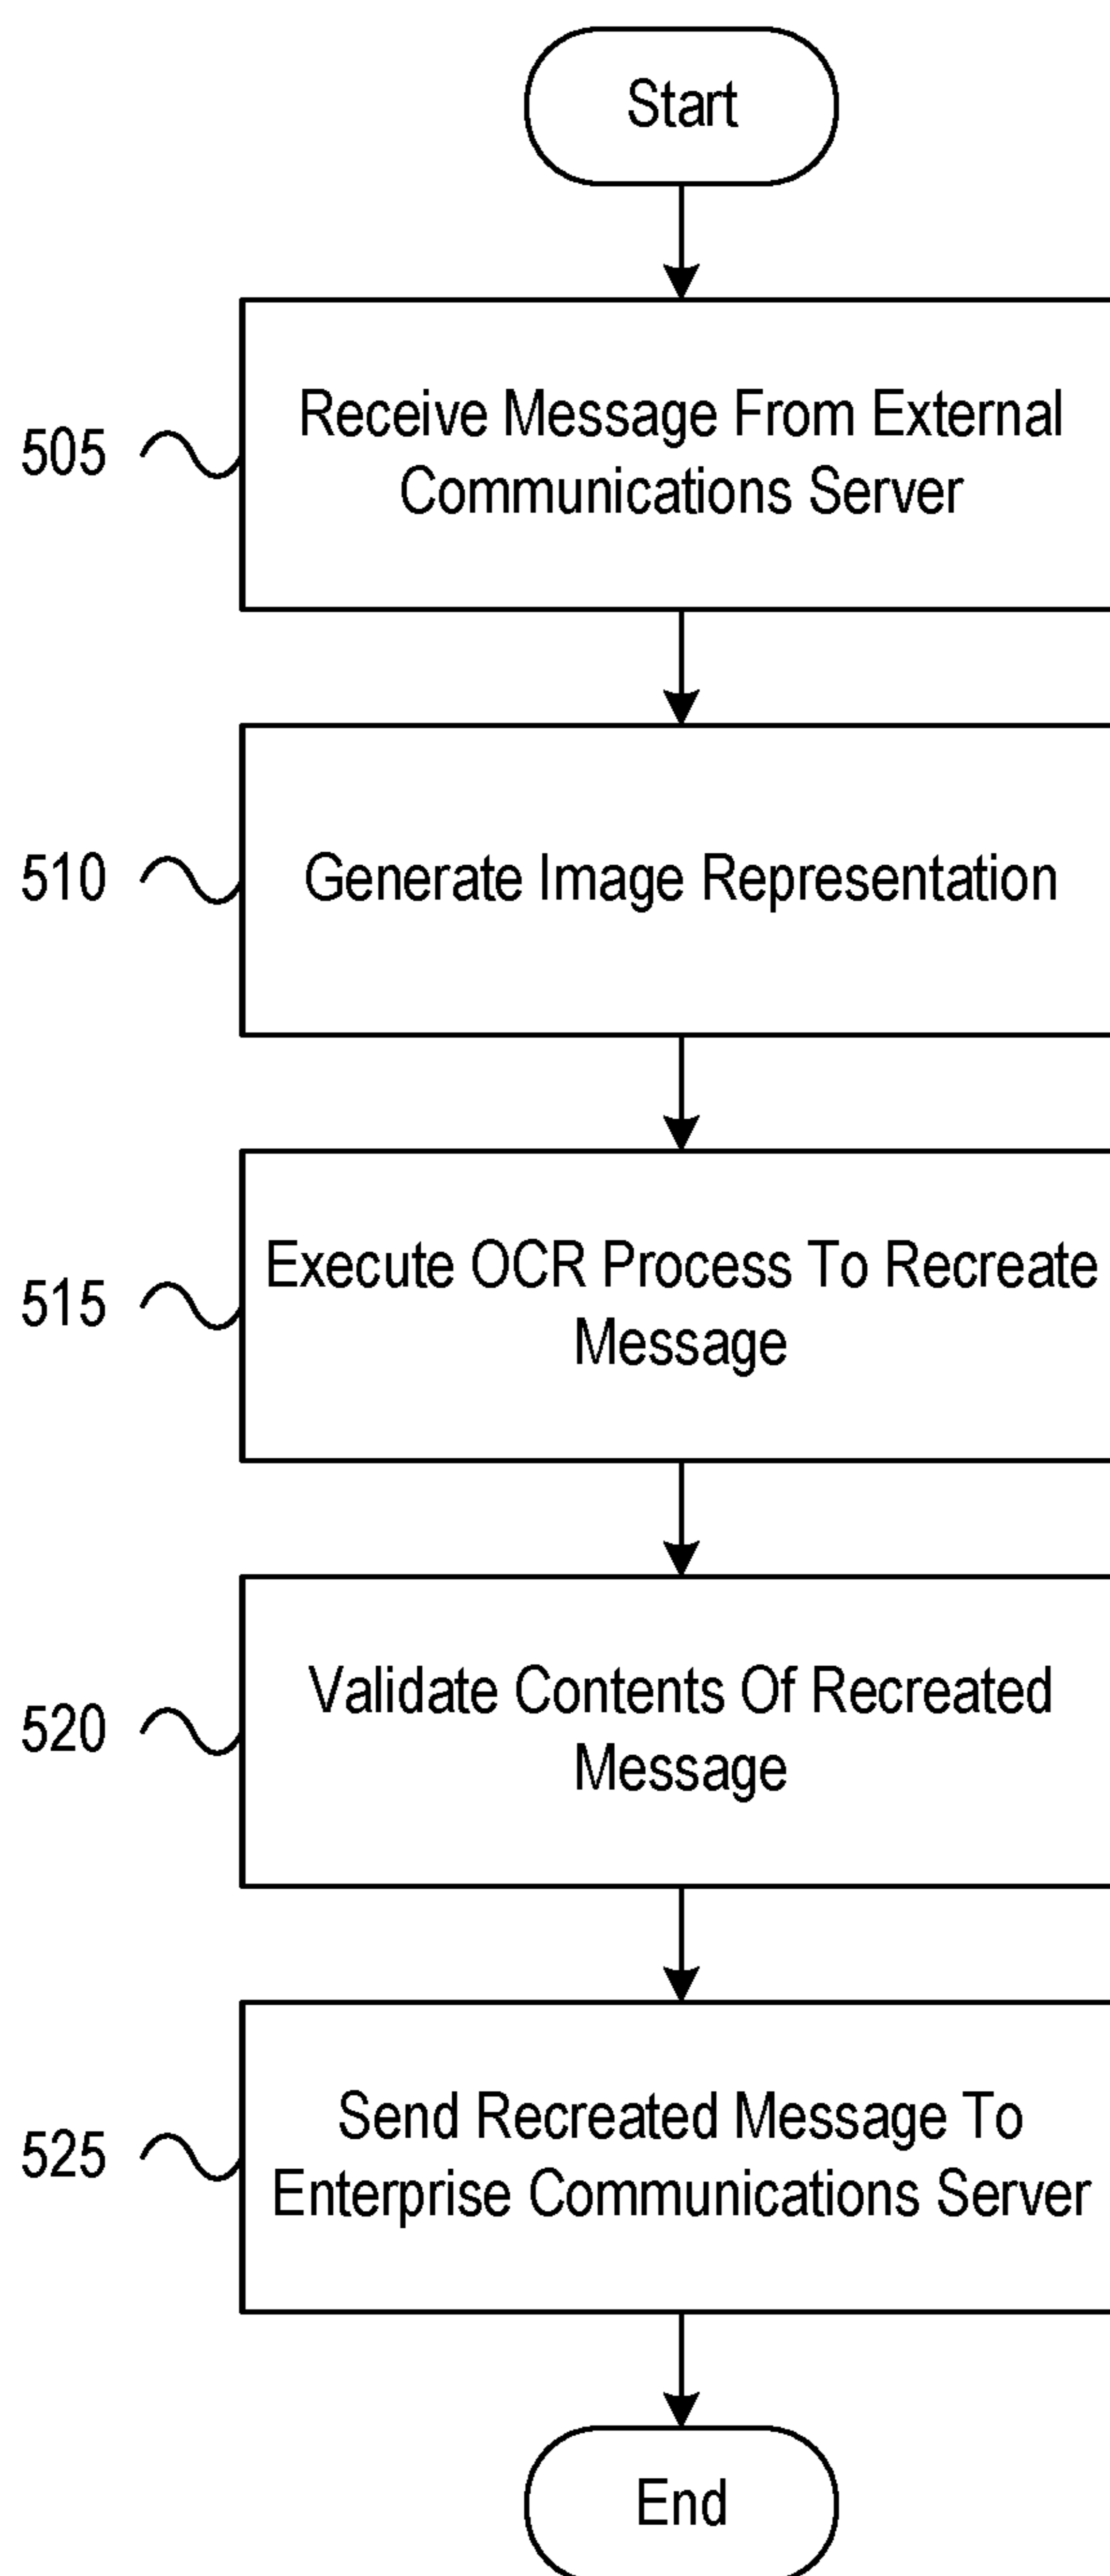 Start
505
Receive Message From External
Communications Server
510
Generate Image Representation
515
Execute OCR Process To Recreate
Message
520
Validate Contents Of Recreated
Message
525
Send Recreated Message To
Enterprise Communications Server
End